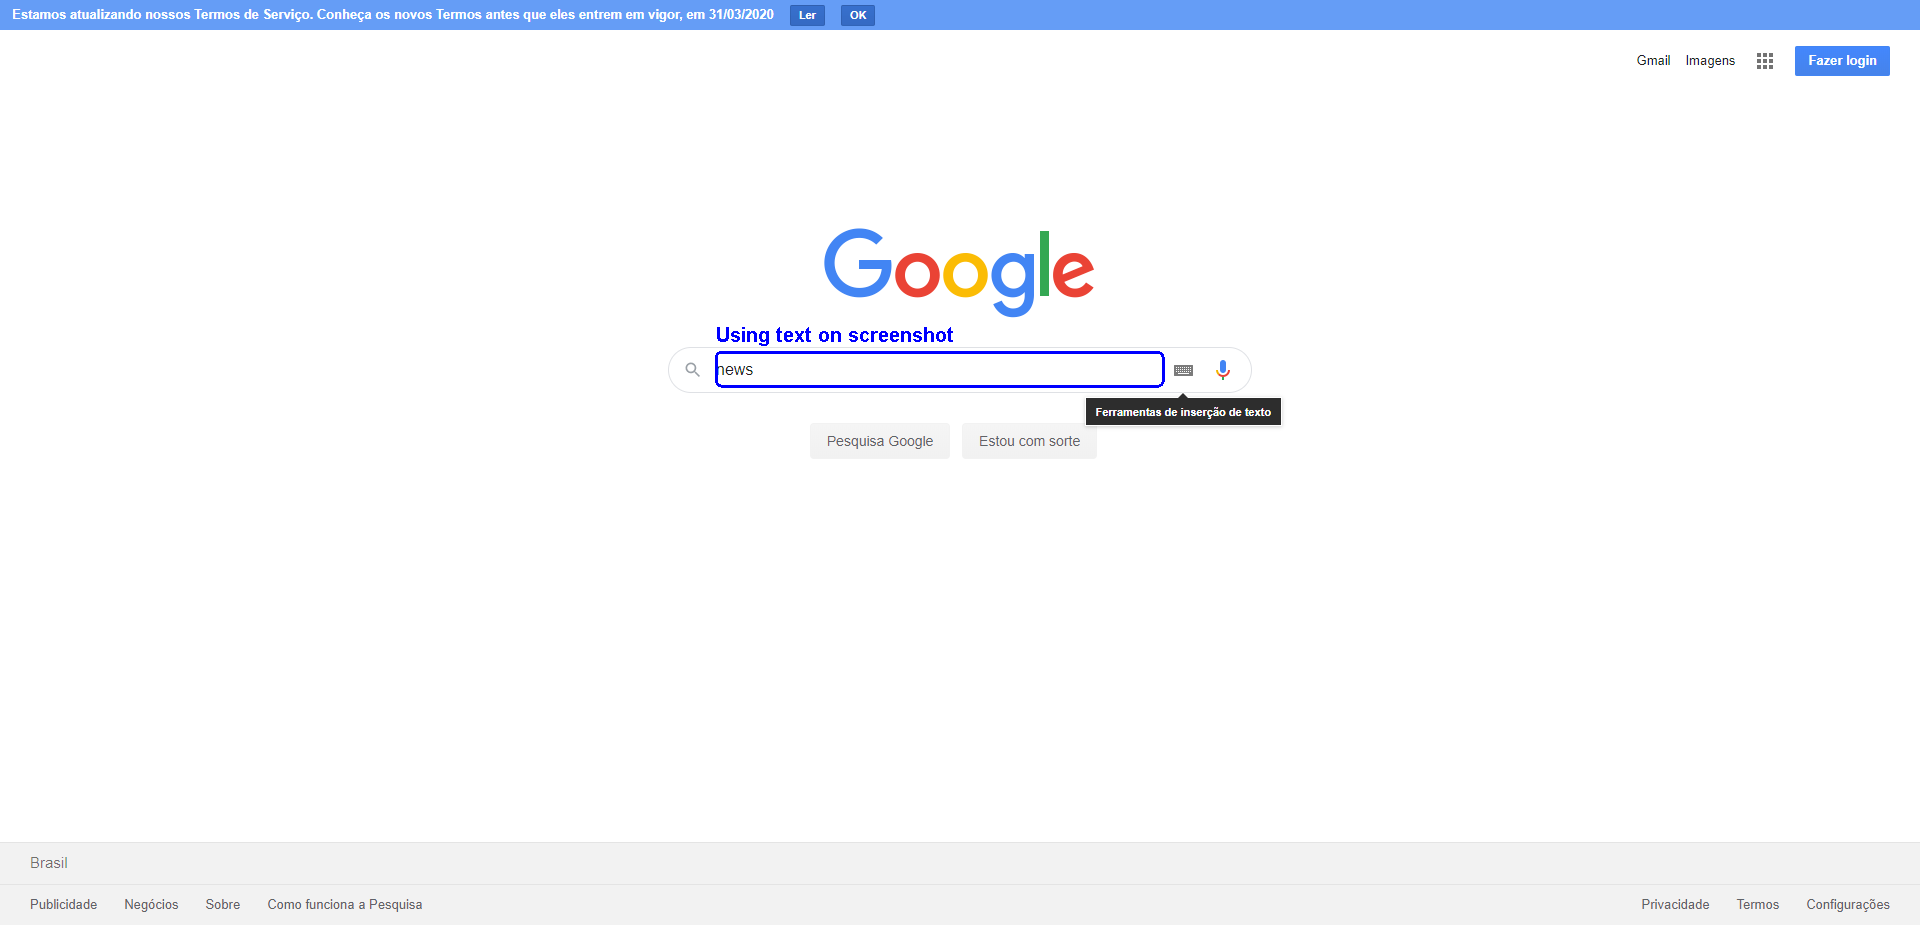 Estamos atualizando nossos Termos de Serviço. Conheça os novos Termos antes que eles entrem em vigor, em 31/03/2020 Ler OK
Gmail Imagens Fazer login
Google
Using text on screenshot
news
Ferramentas de inserção de texto
Pesquisa Google Estou com sorte
Brasil
Publicidade Negócios Sobre Como funciona a Pesquisa Privacidade Termos Configurações